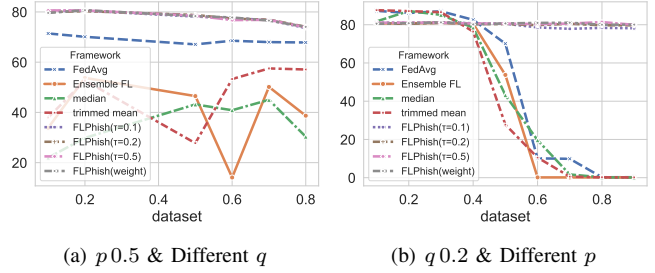 80
60
40
20
Framework
FedAvg
Ensemble FL
median
trimmed mean
FLPhish(τ=0.1)
FLPhish(τ=0.2)
FLPhish(τ=0.5)
FLPhish(weight)
0.2 0.4 0.6 0.8
dataset
(a) p 0.5 & Different q
80
60
40
20
0
Framework
FedAvg
Ensemble FL
median
trimmed mean
FLPhish(τ=0.1)
FLPhish(τ=0.2)
FLPhish(τ=0.5)
FLPhish(weight)
0.2 0.4 0.6 0.8
dataset
(b) q 0.2 & Different p